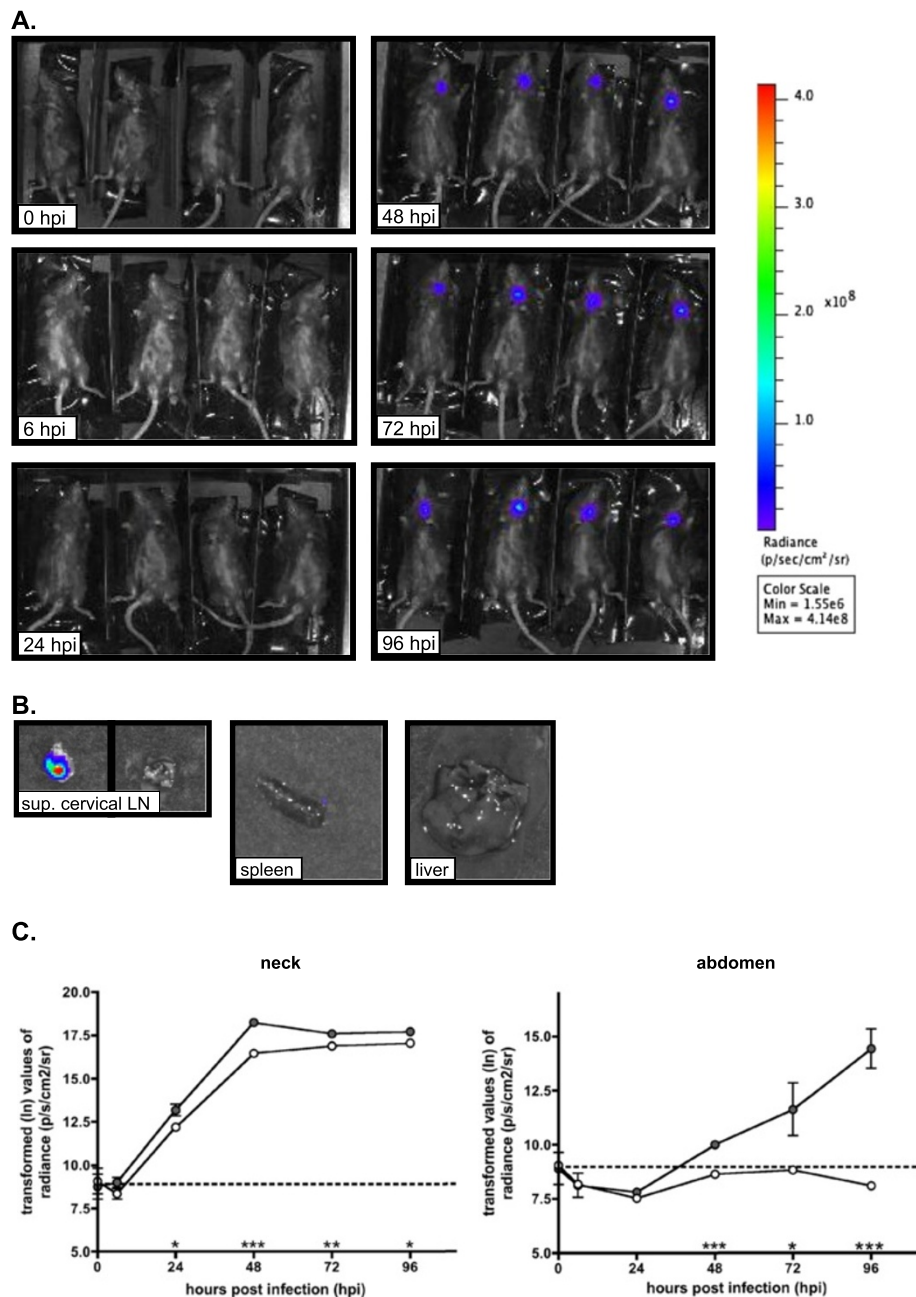 A.
0 hpi
48 hpi
6 hpi
72 hpi
24 hpi
96 hpi
4.0
3.0
2.0
x10⁸
1.0
Radiance
(p/sec/cm²/sr)
Color Scale
Min = 1.55e6
Max = 4.14e8
B.
sup. cervical LN
spleen
liver
C.
neck
transformed (ln) values of
radiance (p/s/cm2/sr)
20.0
17.5
15.0
12.5
10.0
7.5
5.0
* *** ** *
0 24 48 72 96
hours post infection (hpi)
abdomen
transformed values (ln) of
radiance (p/s/cm2/sr)
15.0
12.5
10.0
7.5
5.0
*** * ***
0 24 48 72 96
hours post infection (hpi)